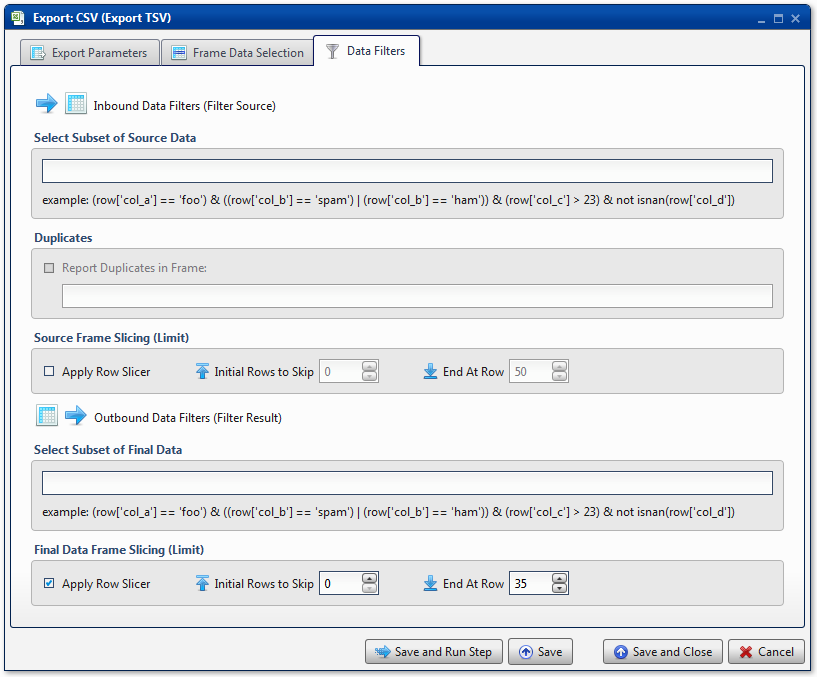 Export: CSV (Export TSV)
Export Parameters Frame Data Selection Data Filters
Inbound Data Filters (Filter Source)
Select Subset of Source Data
example: (row['col_a'] == 'foo') & ((row['col_b'] == 'spam') | (row['col_b'] == 'ham')) & (row['col_c'] > 23) & not isnan(row['col_d'])
Duplicates
Report Duplicates in Frame:
Source Frame Slicing (Limit)
Apply Row Slicer Initial Rows to Skip 0 End At Row 50
Outbound Data Filters (Filter Result)
Select Subset of Final Data
example: (row['col_a'] == 'foo') & ((row['col_b'] == 'spam') | (row['col_b'] == 'ham')) & (row['col_c'] > 23) & not isnan(row['col_d'])
Final Data Frame Slicing (Limit)
Apply Row Slicer Initial Rows to Skip 0 End At Row 35
Save and Run Step Save Save and Close Cancel